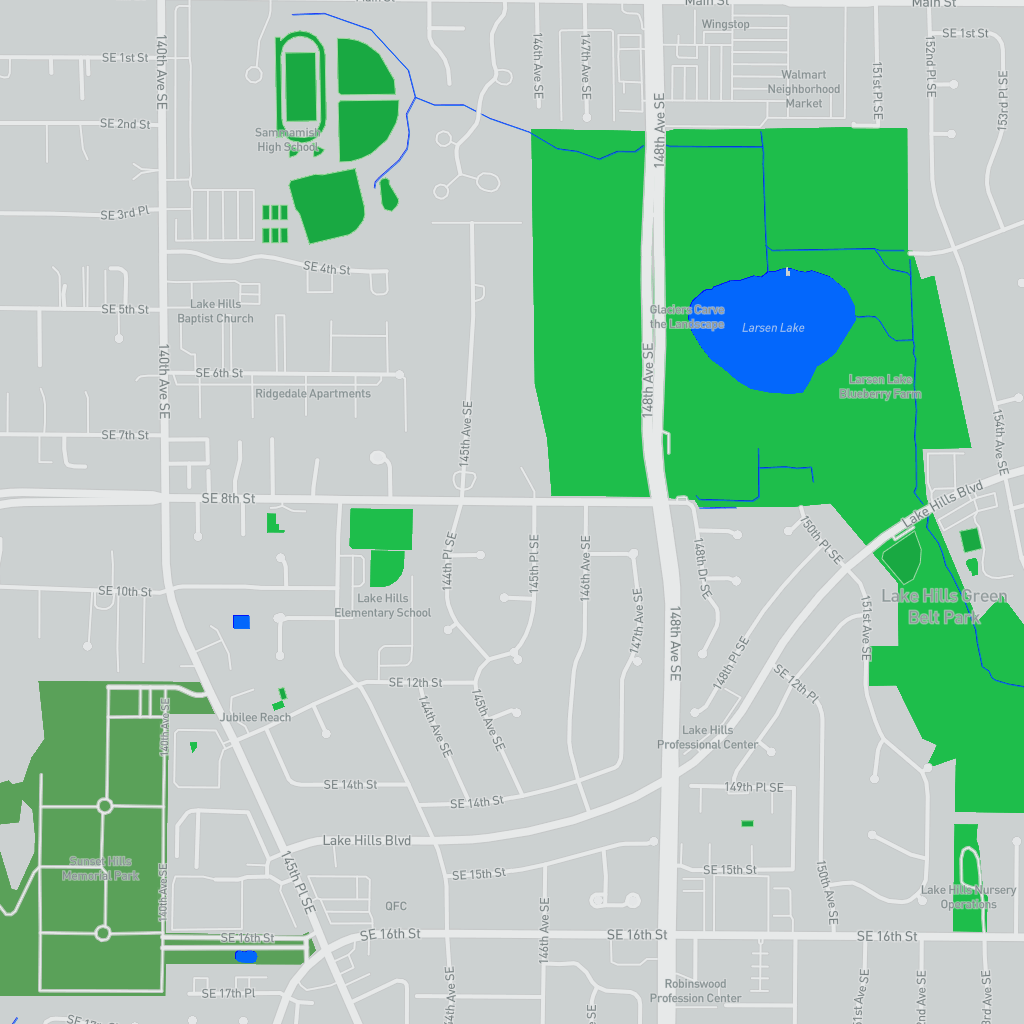 Main St
Main St
Main St
Wingstop
SE 1st St
SE 1st St
140th Ave SE
146th Ave SE
147th Ave SE
148th Ave SE
151st Pl SE
152nd Pl SE
153rd Pl SE
Walmart
Neighborhood
Market
SE 2nd St
Sammamish
High School
SE 3rd Pl
SE 4th St
Lake Hills
Baptist Church
SE 5th St
Glaciers Carve
the Landscape
Larsen Lake
140th Ave SE
SE 6th St
Ridgedale Apartments
148th Ave SE
Larsen Lake
Blueberry Farm
SE 7th St
145th Ave SE
154th Ave SE
SE 8th St
Lake Hills Blvd
150th Pl SE
144th Pl SE
145th Pl SE
146th Ave SE
148th Dr SE
SE 10th St
Lake Hills
Elementary School
147th Ave SE
148th Ave SE
151st Ave SE
Lake Hills Green
Belt Park
148th Pl SE
SE 12th St
SE 12th Pl
144th Ave SE
145th Ave SE
140th Ave SE
Jubilee Reach
Lake Hills
Professional Center
SE 14th St
SE 14th St
149th Pl SE
Lake Hills Blvd
Sunset Hills
Memorial Park
140th Ave SE
145th Pl SE
SE 15th St
SE 15th St
150th Ave SE
Lake Hills Nursery
Operations
QFC
146th Ave SE
SE 16th St
SE 16th St
SE 16th St
SE 16th St
SE 17th Pl
144th Ave SE
Robinswood
Profession Center
151st Ave SE
152nd Ave SE
153rd Ave SE
SE 17th St